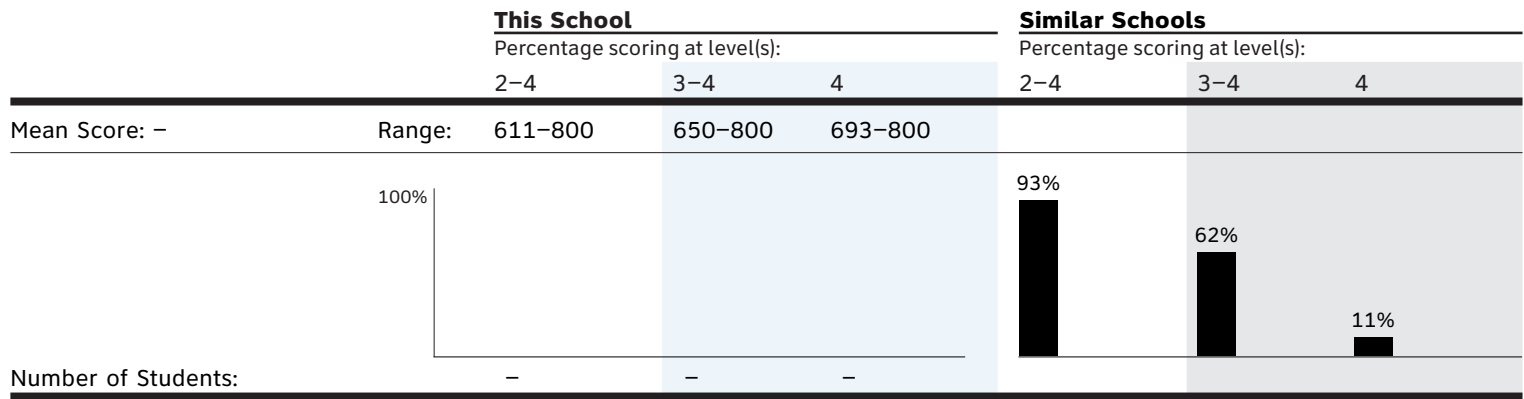 This School Similar Schools
Percentage scoring at level(s): Percentage scoring at level(s):
2–4 3–4 4 2–4 3–4 4
Mean Score: – Range: 611–800 650–800 693–800
93%
100%
62%
11%
Number of Students: – – –